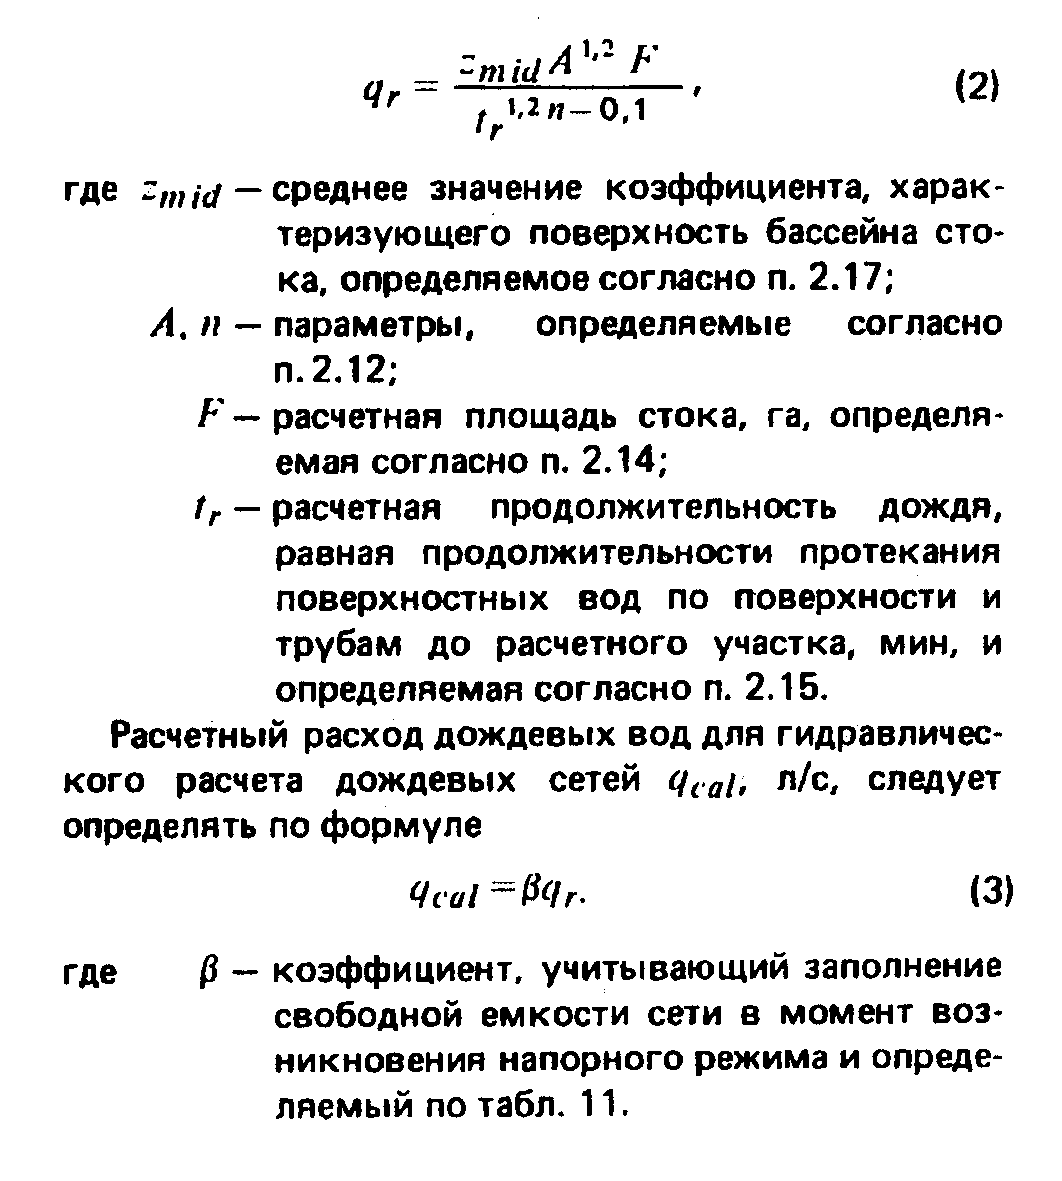 q_r = z_mid A^1,2 F / t_r^1,2n–0,1 , (2)
где z_mid — среднее значение коэффициента, харак-
теризующего поверхность бассейна сто-
ка, определяемое согласно п. 2.17;
A, n — параметры, определяемые согласно
п. 2.12;
F — расчетная площадь стока, га, определя-
емая согласно п. 2.14;
t_r — расчетная продолжительность дождя,
равная продолжительности протекания
поверхностных вод по поверхности и
трубам до расчетного участка, мин, и
определяемая согласно п. 2.15.
Расчетный расход дождевых вод для гидравличес-
кого расчета дождевых сетей q_cal, л/с, следует
определять по формуле
q_cal = βq_r. (3)
где β — коэффициент, учитывающий заполнение
свободной емкости сети в момент воз-
никновения напорного режима и опреде-
ляемый по табл. 11.